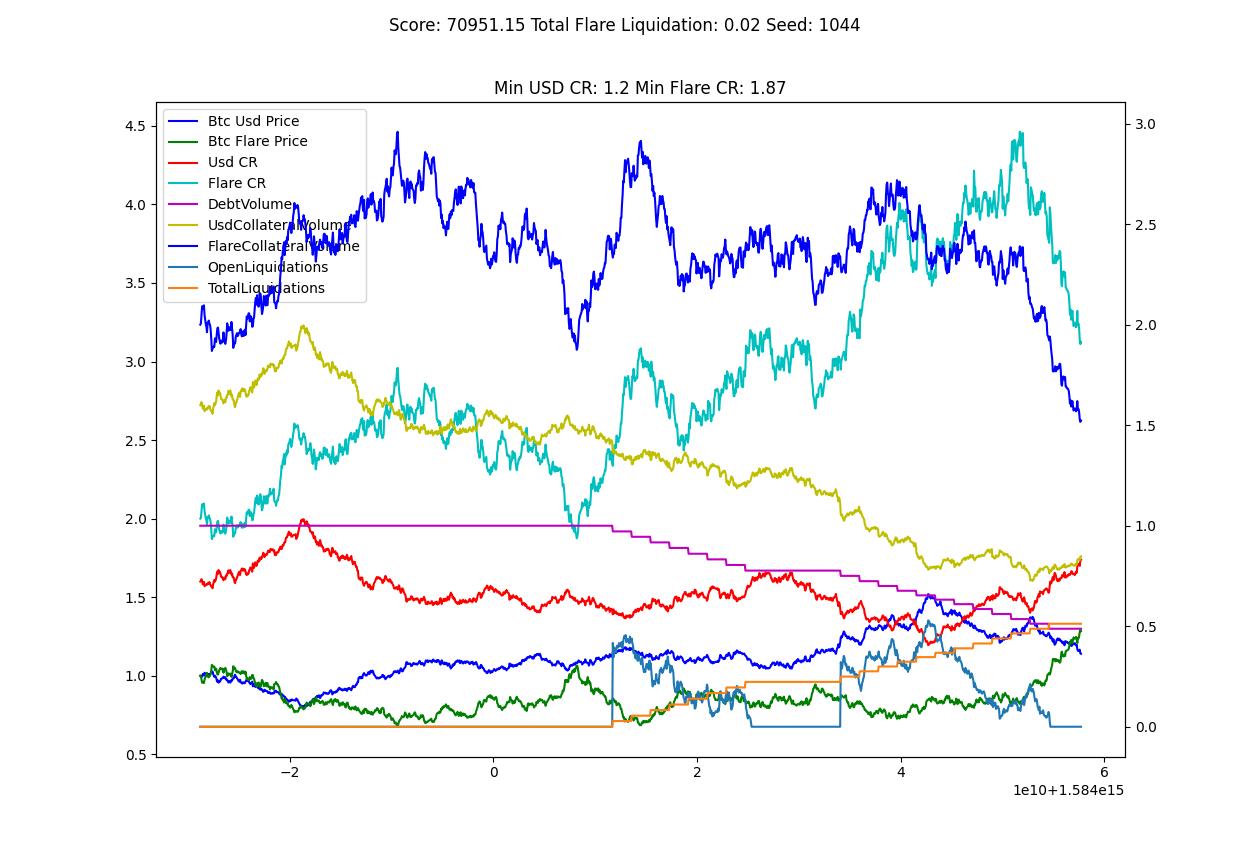 Score: 70951.15 Total Flare Liquidation: 0.02 Seed: 1044
Min USD CR: 1.2 Min Flare CR: 1.87
Btc Usd Price
Btc Flare Price
Usd CR
Flare CR
DebtVolume
UsdCollateralVolume
FlareCollateralVolume
OpenLiquidations
TotalLiquidations
4.5
4.0
3.5
3.0
2.5
2.0
1.5
1.0
0.5
3.0
2.5
2.0
1.5
1.0
0.5
0.0
−2
0
2
4
6
1e10+1.584e15